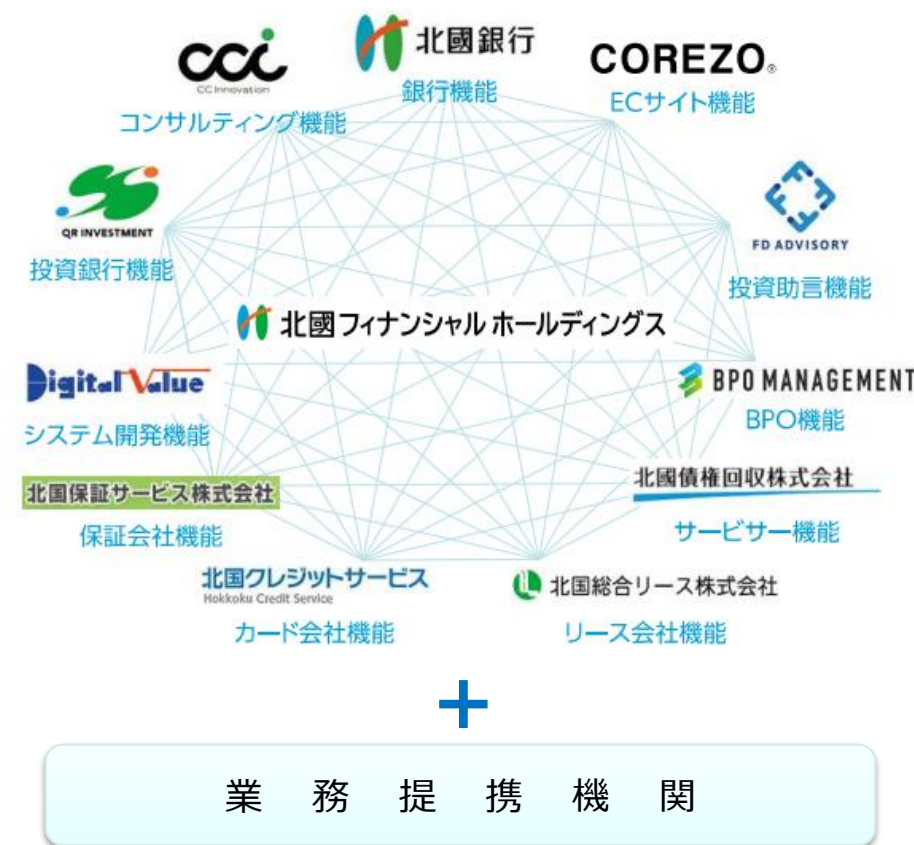 cci
CC Innovation
コンサルティング機能
北國銀行
銀行機能
COREZO®
ECサイト機能
QR INVESTMENT
投資銀行機能
FD ADVISORY
投資助言機能
北國フィナンシャルホールディングス
Digital Value
システム開発機能
BPO MANAGEMENT
BPO機能
北国保証サービス株式会社
保証会社機能
北國債権回収株式会社
サービサー機能
北国クレジットサービス
Hokkoku Credit Service
カード会社機能
北国総合リース株式会社
リース会社機能
+
業務提携機関